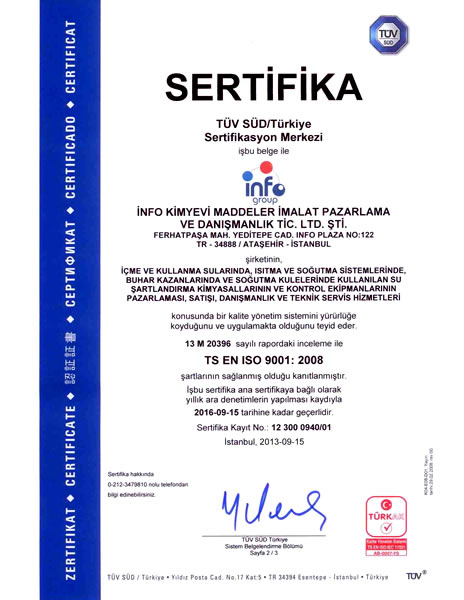 TÜV
SÜD
SERTİFİKA
TÜV SÜD/Türkiye
Sertifikasyon Merkezi
işbu belge ile
info
group
İNFO KİMYEVİ MADDELER İMALAT PAZARLAMA
VE DANIŞMANLIK TİC. LTD. ŞTİ.
FERHATPAŞA MAH. YEDİTEPE CAD. INFO PLAZA NO:122
TR - 34888 / ATAŞEHİR - İSTANBUL
şirketinin,
İÇME VE KULLANMA SULARINDA, ISITMA VE SOĞUTMA SİSTEMLERİNDE,
BUHAR KAZANLARINDA VE SOĞUTMA KULELERİNDE KULLANILAN SU
ŞARTLANDIRMA KİMYASALLARININ VE KONTROL EKİPMANLARININ
PAZARLAMASI, SATIŞI, DANIŞMANLIK VE TEKNİK SERVİS HİZMETLERİ
konusunda bir kalite yönetim sistemini yürürlüğe
koyduğunu ve uygulamakta olduğunu teyid eder.
13 M 20396 sayılı rapordaki inceleme ile
TS EN ISO 9001: 2008
şartlarının sağlanmış olduğu kanıtlanmıştır.
İşbu sertifika ana sertifikaya bağlı olarak
yıllık ara denetimlerin yapılması kaydıyla
2016-09-15 tarihine kadar geçerlidir.
Sertifika Kayıt No.: 12 300 0940/01
İstanbul, 2013-09-15
Sertifika hakkında
0-212-3479810 nolu telefondan
bilgi edinebilirsiniz.
TÜV SÜD Türkiye
Sistem Belgelendirme Bölümü
Sayfa 2 / 3
TÜRKAK
TS EN ISO IEC 17021
AB-0007-YS
TÜV SÜD / Türkiye • Yıldız Posta Cad. No.17 Kat:5 • TR 34394 Esentepe - İstanbul • Türkiye
TÜV®
ZERTIFIKAT ◆ CERTIFICATE ◆ 認証証書 ◆ СЕРТИФИКАТ ◆ CERTIFICADO ◆ CERTIFICAT